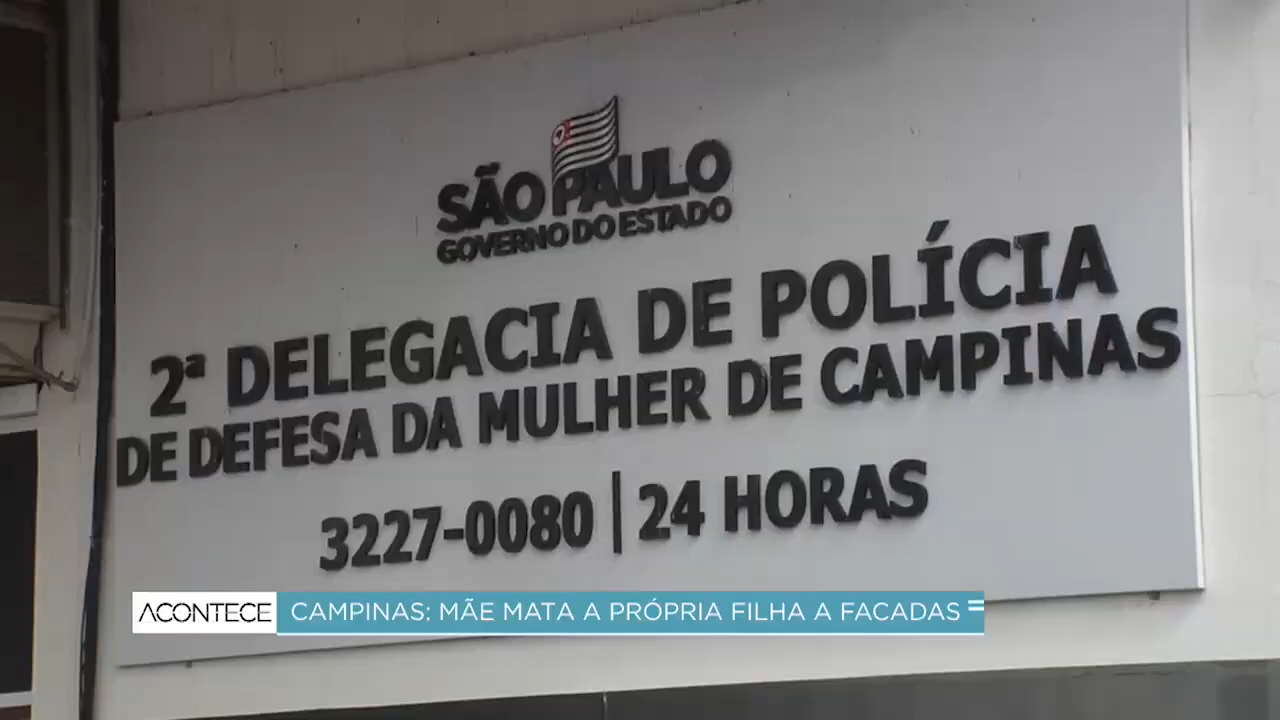 SÃO PAULO
GOVERNO DO ESTADO
2ª DELEGACIA DE POLÍCIA
DE DEFESA DA MULHER DE CAMPINAS
3227-0080 | 24 HORAS
ACONTECE CAMPINAS: MÃE MATA A PRÓPRIA FILHA A FACADAS